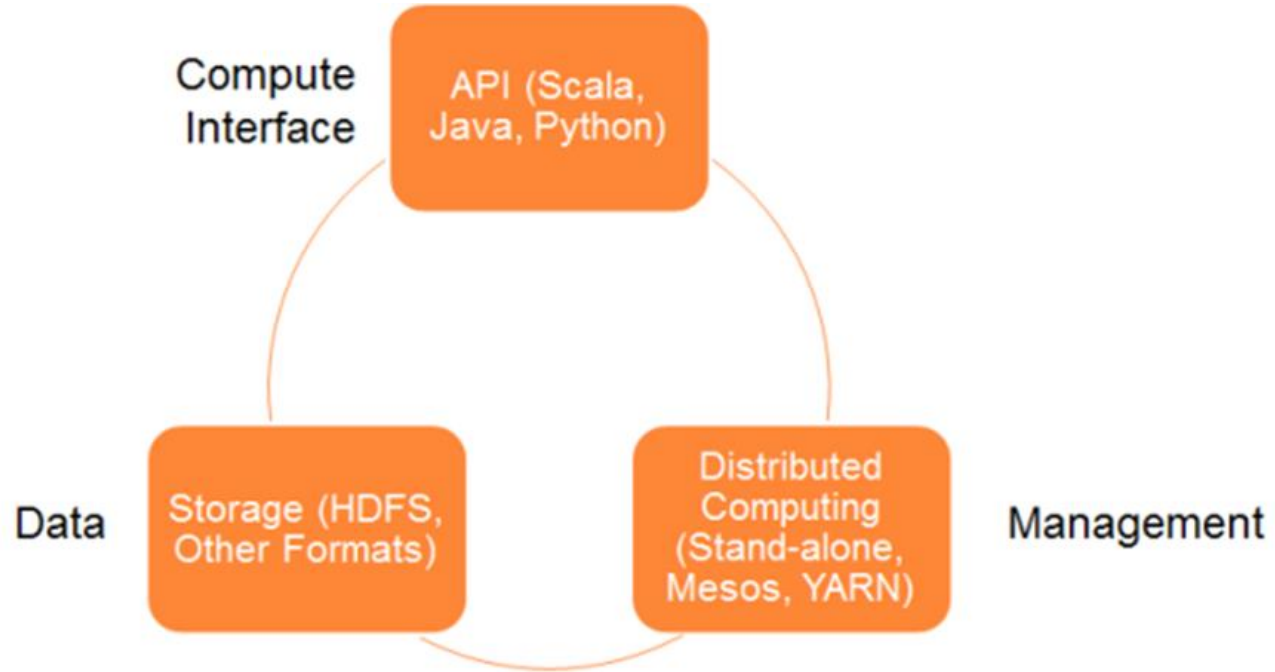 Compute
Interface
API (Scala,
Java, Python)
Data
Storage (HDFS,
Other Formats)
Distributed
Computing
(Stand-alone,
Mesos, YARN)
Management